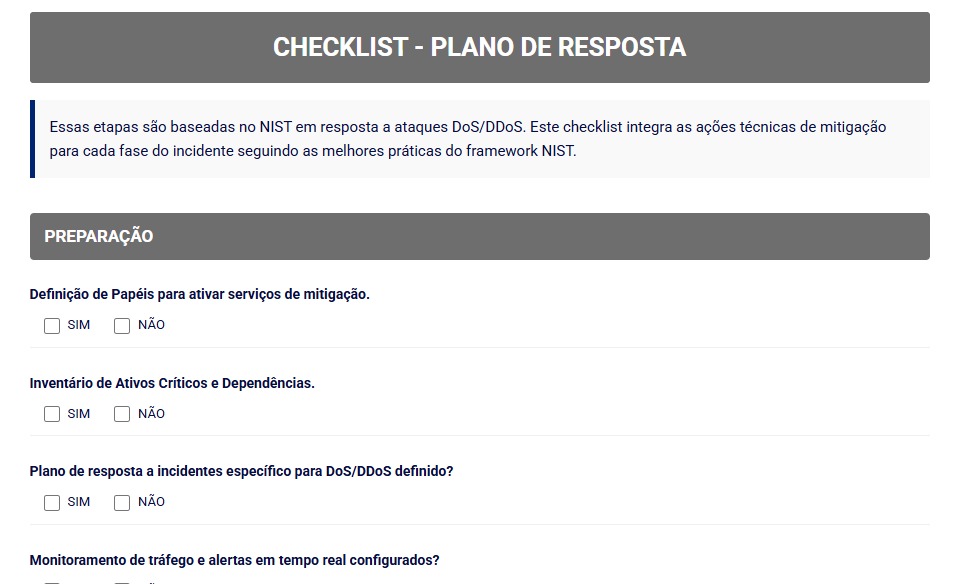 CHECKLIST - PLANO DE RESPOSTA
Essas etapas são baseadas no NIST em resposta a ataques DoS/DDoS. Este checklist integra as ações técnicas de mitigação
para cada fase do incidente seguindo as melhores práticas do framework NIST.
PREPARAÇÃO
Definição de Papéis para ativar serviços de mitigação.
SIM NÃO
Inventário de Ativos Críticos e Dependências.
SIM NÃO
Plano de resposta a incidentes específico para DoS/DDoS definido?
SIM NÃO
Monitoramento de tráfego e alertas em tempo real configurados?